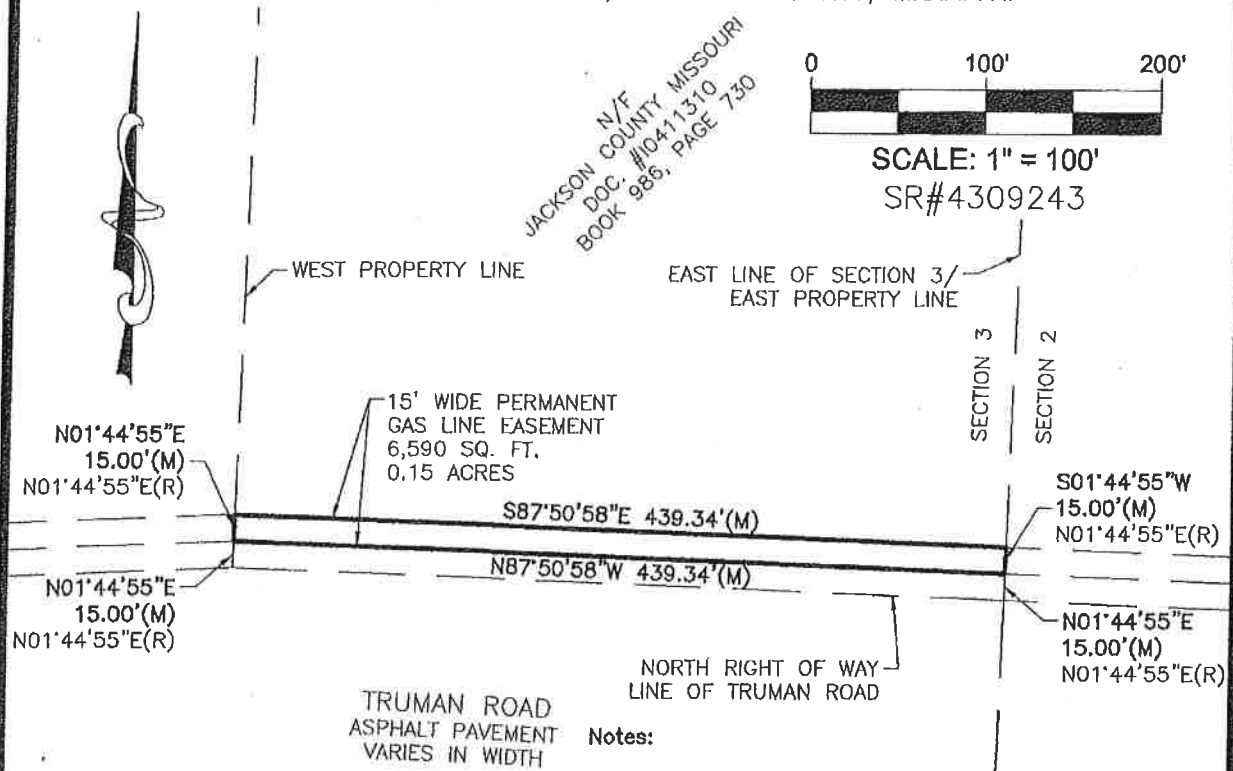 0 100' 200'
SCALE: 1" = 100'
SR#4309243
N/F
JACKSON COUNTY MISSOURI
DOC. #I0411310
BOOK 986, PAGE 730
WEST PROPERTY LINE
EAST LINE OF SECTION 3/
EAST PROPERTY LINE
SECTION 3
SECTION 2
15' WIDE PERMANENT
GAS LINE EASEMENT
6,590 SQ. FT.
0.15 ACRES
N01°44'55"E
15.00'(M)
N01°44'55"E(R)
S87°50'58"E 439.34'(M)
S01°44'55"W
15.00'(M)
N01°44'55"E(R)
N87°50'58"W 439.34'(M)
N01°44'55"E
15.00'(M)
N01°44'55"E(R)
N01°44'55"E
15.00'(M)
N01°44'55"E(R)
NORTH RIGHT OF WAY
LINE OF TRUMAN ROAD
TRUMAN ROAD
ASPHALT PAVEMENT
VARIES IN WIDTH
Notes: